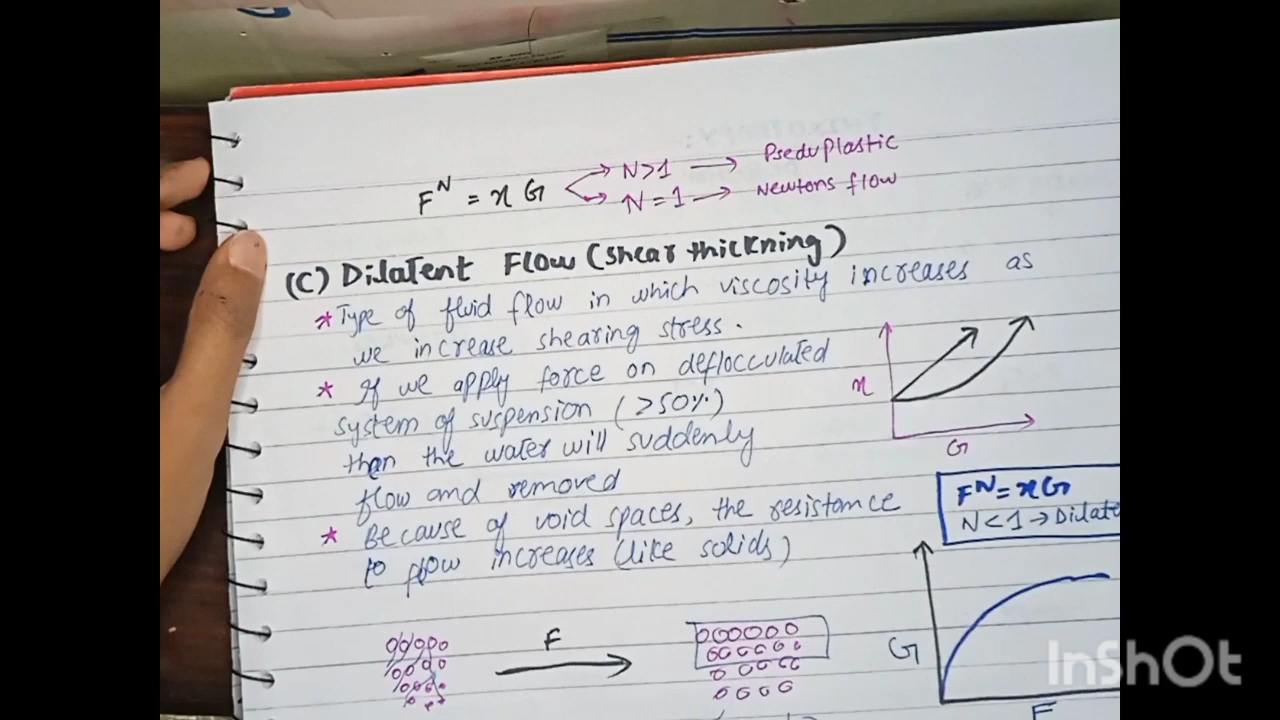 F^N = η G → N>1 → Pseduplastic
→ N=1 → Newtons flow
(C) Dilatent Flow (shear thickning)
* Type of fluid flow in which viscosity increases as
we increase shearing stress.
* If we apply force on deflocculated
system of suspension (>50%)
then the water will suddenly
flow and removed
* Because of void spaces, the resistance
to flow increases (like solids)
η
G
F^N = η G
N < 1 → Dilate
F
G
F
InShOt